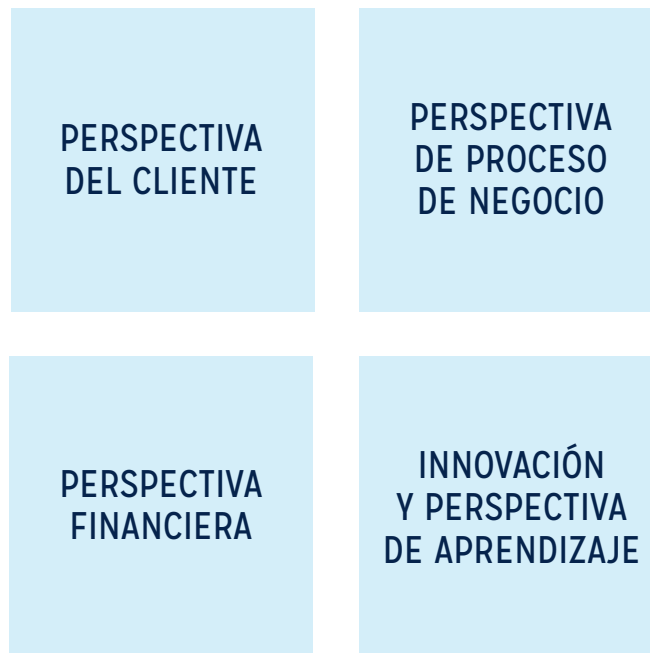 PERSPECTIVA
DEL CLIENTE
PERSPECTIVA
DE PROCESO
DE NEGOCIO
PERSPECTIVA
FINANCIERA
INNOVACIÓN
Y PERSPECTIVA
DE APRENDIZAJE